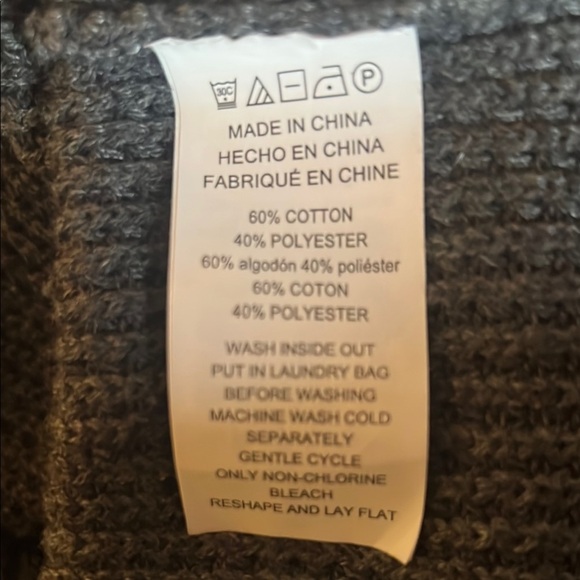 30C P
MADE IN CHINA
HECHO EN CHINA
FABRIQUÉ EN CHINE
60% COTTON
40% POLYESTER
60% algodón 40% poliéster
60% COTON
40% POLYESTER
WASH INSIDE OUT
PUT IN LAUNDRY BAG
BEFORE WASHING
MACHINE WASH COLD
SEPARATELY
GENTLE CYCLE
ONLY NON-CHLORINE
BLEACH
RESHAPE AND LAY FLAT